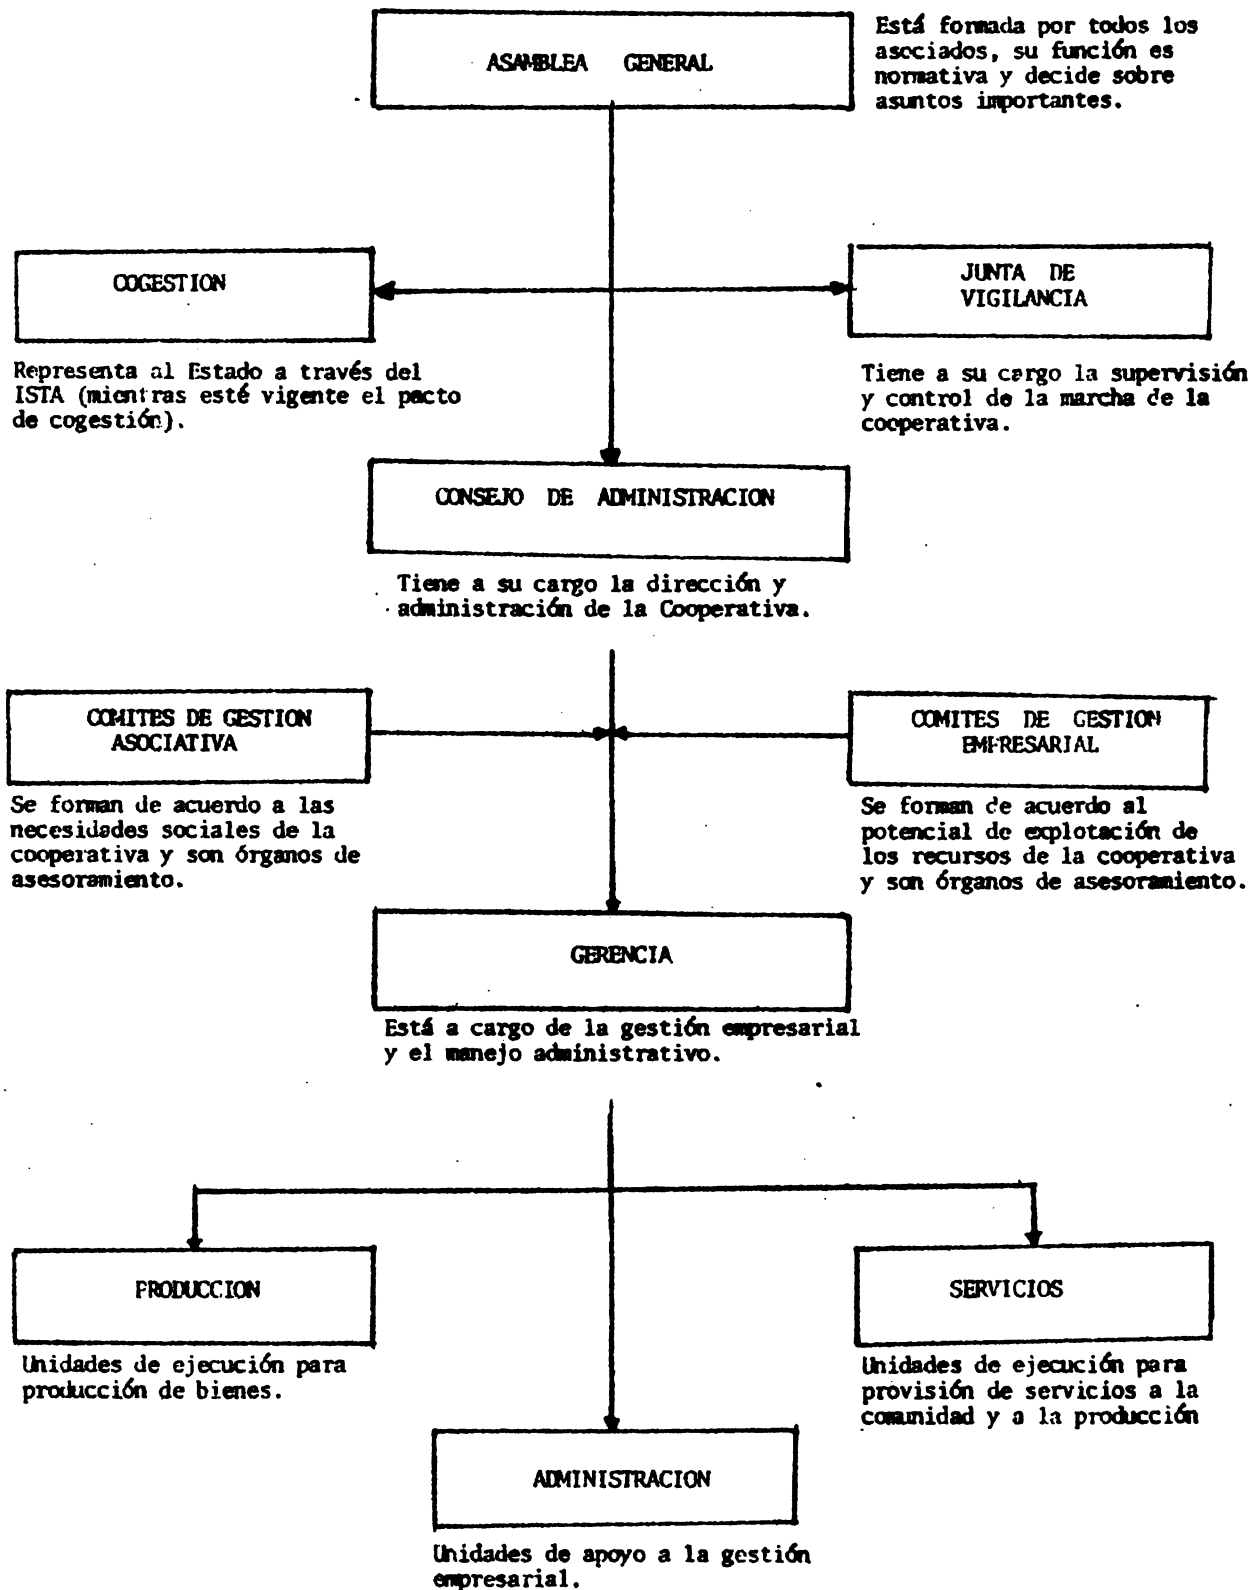 ASAMBLEA GENERAL
Está formada por todos los
asociados, su función es
normativa y decide sobre
asuntos importantes.
COGESTION
Representa al Estado a través del
ISTA (mientras esté vigente el pacto
de cogestión).
JUNTA DE
VIGILANCIA
Tiene a su cargo la supervisión
y control de la marcha de la
cooperativa.
CONSEJO DE ADMINISTRACION
Tiene a su cargo la dirección y
administración de la Cooperativa.
COMITES DE GESTION
ASOCIATIVA
Se forman de acuerdo a las
necesidades sociales de la
cooperativa y son órganos de
asesoramiento.
COMITES DE GESTION
EMPRESARIAL
Se forman de acuerdo al
potencial de explotación de
los recursos de la cooperativa
y son órganos de asesoramiento.
GERENCIA
Está a cargo de la gestión empresarial
y el manejo administrativo.
PRODUCCION
Unidades de ejecución para
producción de bienes.
SERVICIOS
Unidades de ejecución para
provisión de servicios a la
comunidad y a la producción
ADMINISTRACION
Unidades de apoyo a la gestión
empresarial.